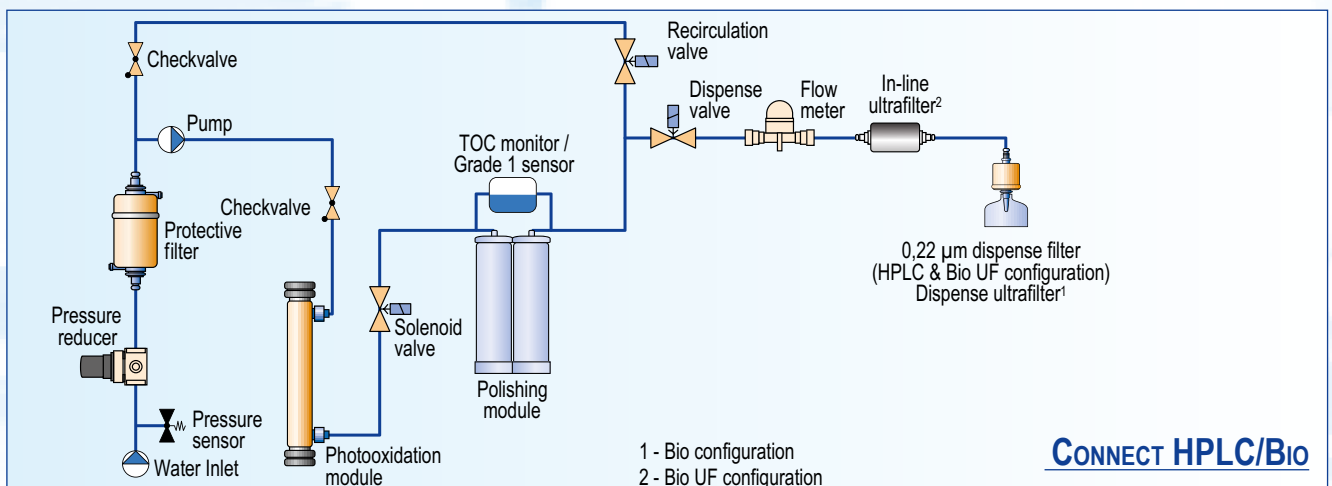 Checkvalve
Recirculation
valve
Dispense
valve
Flow
meter
In-line
ultrafilter²
Pump
TOC monitor /
Grade 1 sensor
Checkvalve
Protective
filter
0,22 µm dispense filter
(HPLC & Bio UF configuration)
Dispense ultrafilter¹
Pressure
reducer
Solenoid
valve
Polishing
module
Pressure
sensor
Water Inlet
Photooxidation
module
1 - Bio configuration
2 - Bio UF configuration
CONNECT HPLC/BIO